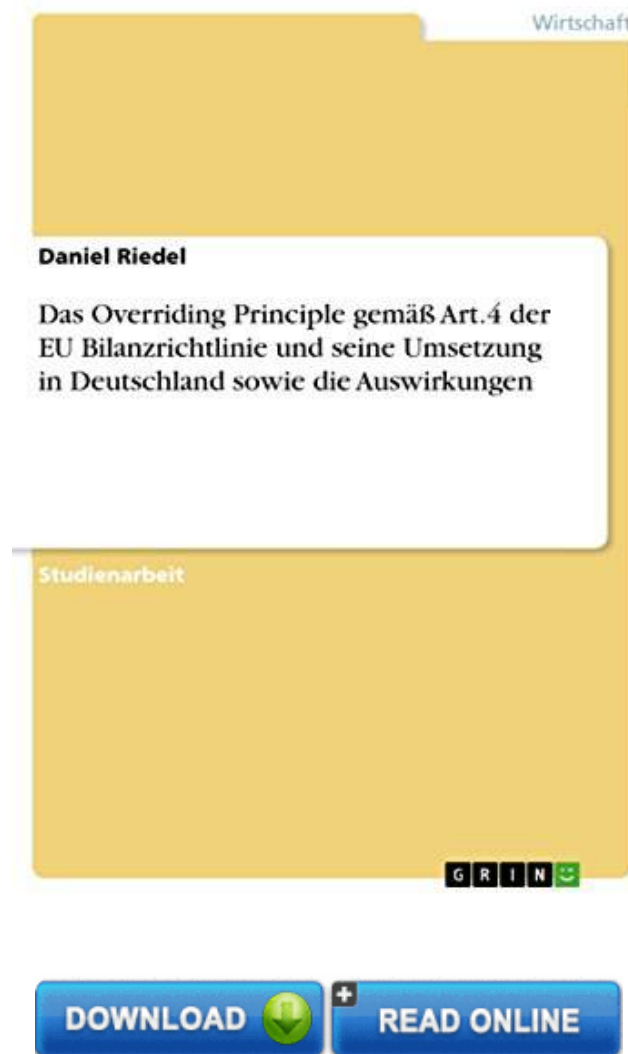 Wirtschaft
Daniel Riedel
Das Overriding Principle gemäß Art.4 der
EU Bilanzrichtlinie und seine Umsetzung
in Deutschland sowie die Auswirkungen
Studienarbeit
GRIN
DOWNLOAD READ ONLINE